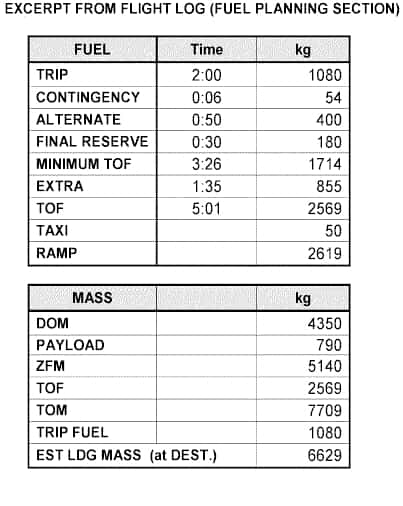 EXCERPT FROM FLIGHT LOG (FUEL PLANNING SECTION)
FUEL Time kg
TRIP 2:00 1080
CONTINGENCY 0:06 54
ALTERNATE 0:50 400
FINAL RESERVE 0:30 180
MINIMUM TOF 3:26 1714
EXTRA 1:35 855
TOF 5:01 2569
TAXI 50
RAMP 2619
MASS kg
DOM 4350
PAYLOAD 790
ZFM 5140
TOF 2569
TOM 7709
TRIP FUEL 1080
EST LDG MASS (at DEST.) 6629